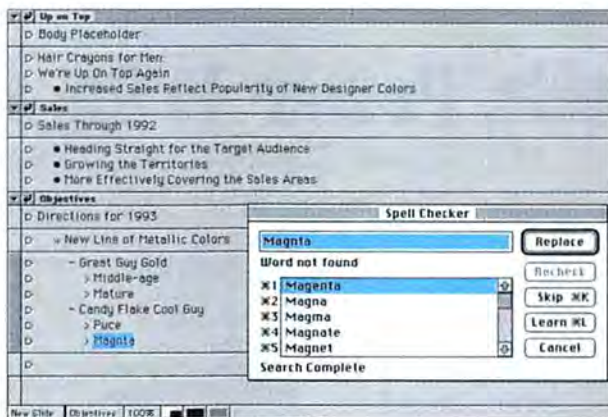 Up on Top
Body Placeholder
Hair Crayons for Men
We're Up On Top Again
• Increased Sales Reflect Popularity of New Designer Colors
Sales
Sales Through 1992
• Heading Straight for the Target Audience
• Growing the Territories
• More Effectively Covering the Sales Areas
Objectives
Directions for 1993
» New Line of Metallic Colors
- Great Guy Gold
> Middle-age
> Mature
- Candy Flake Cool Guy
> Puce
> Magnta
Spell Checker
Magnta
Replace
Word not found
Recheck
⌘1 Magenta
⌘2 Magna
Skip ⌘K
⌘3 Magma
⌘4 Magnate
Learn ⌘L
⌘5 Magnet
Cancel
Search Complete
New Slide Objectives 100%